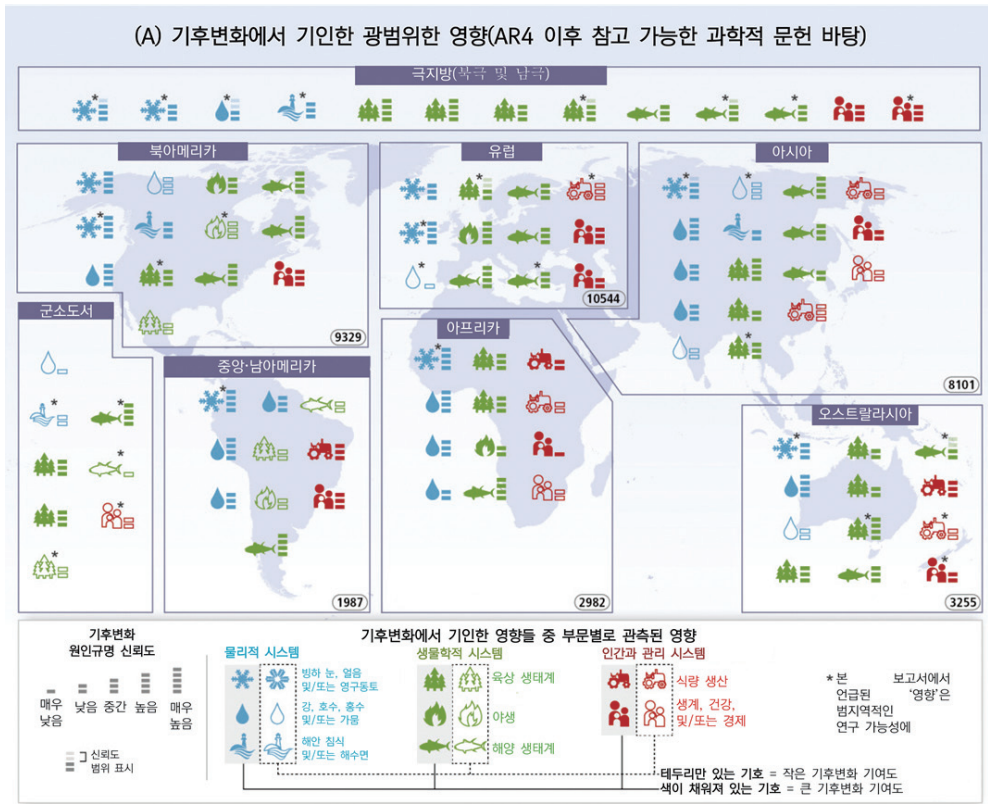 (A) 기후변화에서 기인한 광범위한 영향(AR4 이후 참고 가능한 과학적 문헌 바탕)
극지방(북극 및 남극)
북아메리카
유럽
아시아
10544
군소도서
9329
아프리카
중앙·남아메리카
8101
오스트랄라시아
1987
2982
3255
기후변화
원인규명 신뢰도
매우
낮음
낮음
중간
높음
매우
높음
신뢰도
범위 표시
기후변화에서 기인한 영향들 중 부문별로 관측된 영향
물리적 시스템
빙하 눈, 얼음
및/또는 영구동토
강, 호수, 홍수
및/또는 가뭄
해안 침식
및/또는 해수면
생물학적 시스템
육상 생태계
야생
해양 생태계
인간과 관리 시스템
식량 생산
생계, 건강,
및/또는 경제
*본 보고서에서
언급된 '영향'은
범지역적인
연구 가능성에
테두리만 있는 기호 = 작은 기후변화 기여도
색이 채워져 있는 기호 = 큰 기후변화 기여도